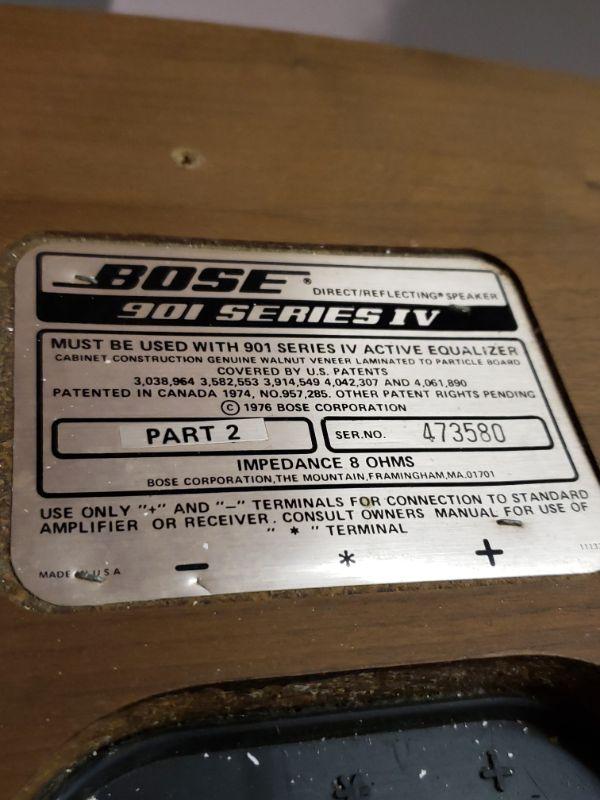 BOSE ® DIRECT/REFLECTING® SPEAKER
901 SERIES IV
MUST BE USED WITH 901 SERIES IV ACTIVE EQUALIZER
CABINET CONSTRUCTION GENUINE WALNUT VENEER LAMINATED TO PARTICLE BOARD
COVERED BY U.S. PATENTS
3,038,964 3,582,553 3,914,549 4,042,307 AND 4,061,890
PATENTED IN CANADA 1974, NO.957,285. OTHER PATENT RIGHTS PENDING
© 1976 BOSE CORPORATION
PART 2 SER.NO. 473580
IMPEDANCE 8 OHMS
BOSE CORPORATION, THE MOUNTAIN, FRAMINGHAM, MA. 01701
USE ONLY "+" AND "–" TERMINALS FOR CONNECTION TO STANDARD
AMPLIFIER OR RECEIVER. CONSULT OWNERS MANUAL FOR USE OF
" * " TERMINAL
MADE U S A – * +
* +